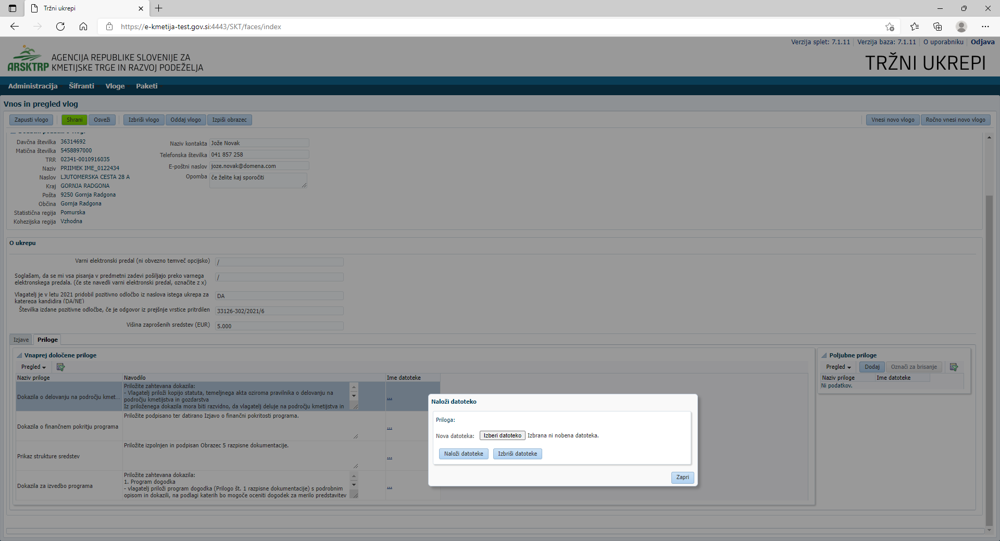 Tržni ukrepi
https://e-kmetija-test.gov.si:4443/SKT/faces/index
Verzija splet: 7.1.11 Verzija baza: 7.1.11 O uporabniku Odjava
ARSKTRP
AGENCIJA REPUBLIKE SLOVENIJE ZA
KMETIJSKE TRGE IN RAZVOJ PODEŽELJA
TRŽNI UKREPI
Administracija Šifranti Vloge Paketi
Vnos in pregled vlog
Zapusti vlogo Shrani Osveži Izbriši vlogo Oddaj vlogo Izpiši obrazec Vnesi novo vlogo Ročno vnesi novo vlogo
Davčna številka 36314692
Matična številka 5458897000
TRR 02341-0010916035
Naziv PRIIMEK IME_0122434
Naslov LJUTOMERSKA CESTA 28 A
Kraj GORNJA RADGONA
Pošta 9250 Gornja Radgona
Občina Gornja Radgona
Statistična regija Pomurska
Kohezijska regija Vzhodna
Naziv kontakta Jože Novak
Telefonska številka 041 857 258
E-poštni naslov joze.novak@domena.com
Opomba če želite kaj sporočiti
O ukrepu
Varni elektronski predal (ni obvezno temveč opcijsko) /
Soglašam, da se mi vsa pisanja v predmetni zadevi pošiljajo preko varnega
elektronskega predala. (če ste navedli varni elektronski predal, označite z x) /
Vlagatelj je v letu 2021 pridobil pozitivno odločbo iz naslova istega ukrepa za
katerega kandidira (DA/NE) DA
Številka izdane pozitivne odločbe, če je odgovor iz prejšnje vrstice pritrdilen 33126-302/2021/6
Višina zaprošenih sredstev (EUR) 5.000
Izjave Priloge
Vnaprej določene priloge
Pregled
Naziv priloge Navodilo Ime datoteke
Dokazila o delovanju na področju kmet...
Priložite zahtevana dokazila:
- Vlagatelj priloži kopijo statuta, temeljnega akta oziroma pravilnika o delovanju na
področju kmetijstva in gozdarstva
Iz priloženega dokazila mora biti razvidno, da vlagatelj deluje na področju kmetijstva in
...
Dokazila o finančnem pokritju programa
Priložite podpisano ter datirano Izjavo o finančni pokritosti programa.
...
Prikaz strukture sredstev
Priložite izpolnjen in podpisan Obrazec 5 razpisne dokumentacije.
...
Dokazila za izvedbo programa
Priložite zahtevana dokazila:
1. Program dogodka
- vlagatelj priloži program dogodka (Prilogo št. 1 razpisne dokumentacije) s podrobnim
opisom in dokazili, na podlagi katerih bo mogoče oceniti dogodek za merilo predstavitev
...
Poljubne priloge
Pregled Dodaj Označi za brisanje
Naziv priloge Ime datoteke
Ni podatkov.
Naloži datoteko
Priloga:
Nova datoteka: Izberi datoteko Izbrana ni nobena datoteka.
Naloži datoteke Izbriši datoteke
Zapri